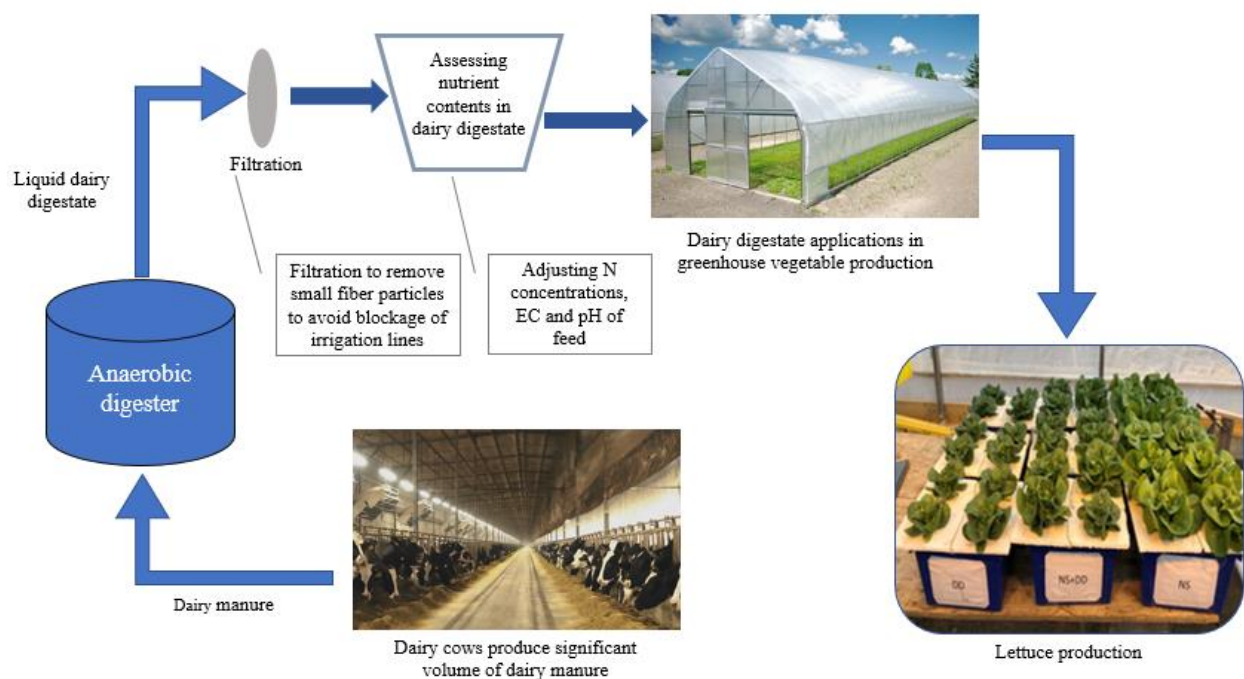 Assessing
nutrient
contents in
dairy digestate
Filtration
Liquid dairy
digestate
Filtration to remove
small fiber particles
to avoid blockage of
irrigation lines
Adjusting N
concentrations,
EC and pH of
feed
Dairy digestate applications in
greenhouse vegetable production
Anaerobic
digester
Dairy manure
Dairy cows produce significant
volume of dairy manure
DD
NS+DD
NS
Lettuce production